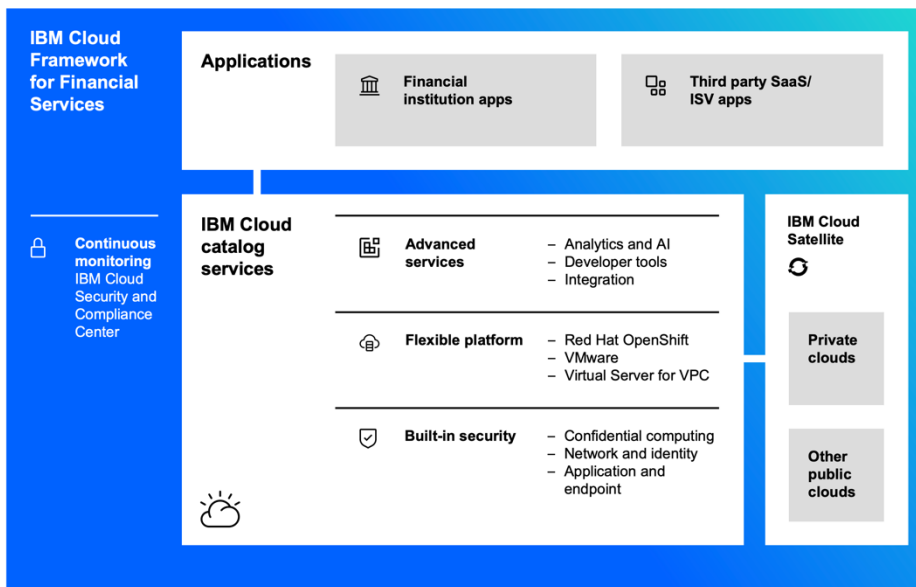 IBM Cloud
Framework
for Financial
Services
Continuous
monitoring
IBM Cloud
Security and
Compliance
Center
Applications
Financial
institution apps
Third party SaaS/
ISV apps
IBM Cloud
catalog
services
Advanced
services
– Analytics and AI
– Developer tools
– Integration
Flexible platform
– Red Hat OpenShift
– VMware
– Virtual Server for VPC
Built-in security
– Confidential computing
– Network and identity
– Application and
endpoint
IBM Cloud
Satellite
Private
clouds
Other
public
clouds